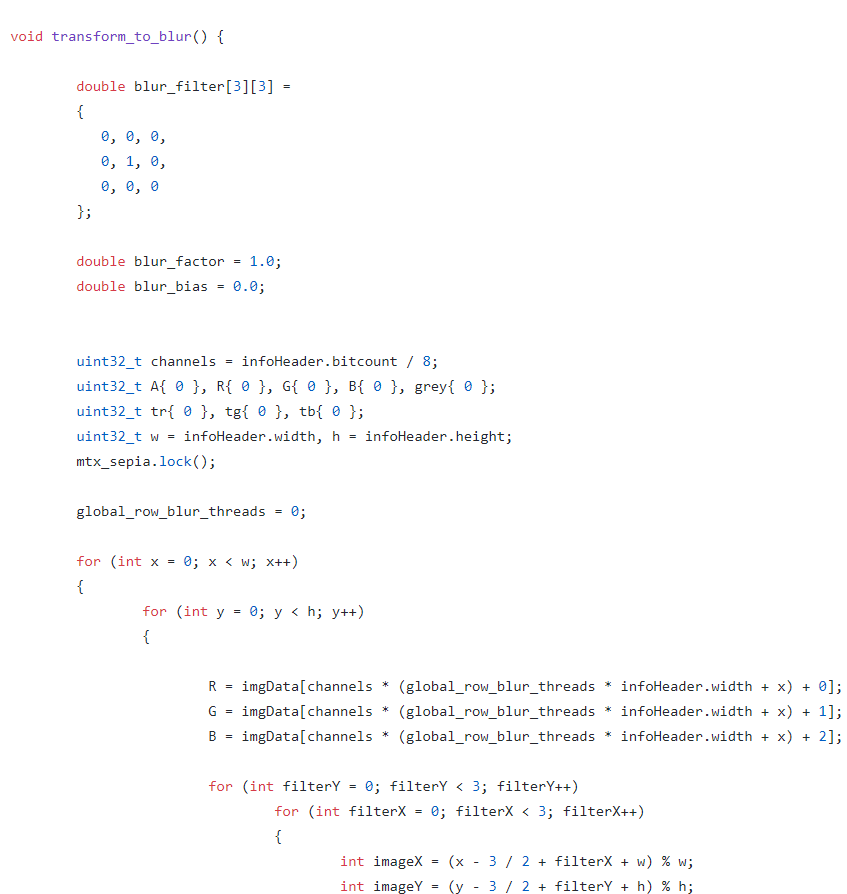 void transform_to_blur() {
double blur_filter[3][3] =
{
0, 0, 0,
0, 1, 0,
0, 0, 0
};
double blur_factor = 1.0;
double blur_bias = 0.0;
uint32_t channels = infoHeader.bitcount / 8;
uint32_t A{ 0 }, R{ 0 }, G{ 0 }, B{ 0 }, grey{ 0 };
uint32_t tr{ 0 }, tg{ 0 }, tb{ 0 };
uint32_t w = infoHeader.width, h = infoHeader.height;
mtx_sepia.lock();
global_row_blur_threads = 0;
for (int x = 0; x < w; x++)
{
for (int y = 0; y < h; y++)
{
R = imgData[channels * (global_row_blur_threads * infoHeader.width + x) + 0];
G = imgData[channels * (global_row_blur_threads * infoHeader.width + x) + 1];
B = imgData[channels * (global_row_blur_threads * infoHeader.width + x) + 2];
for (int filterY = 0; filterY < 3; filterY++)
for (int filterX = 0; filterX < 3; filterX++)
{
int imageX = (x - 3 / 2 + filterX + w) % w;
int imageY = (y - 3 / 2 + filterY + h) % h;